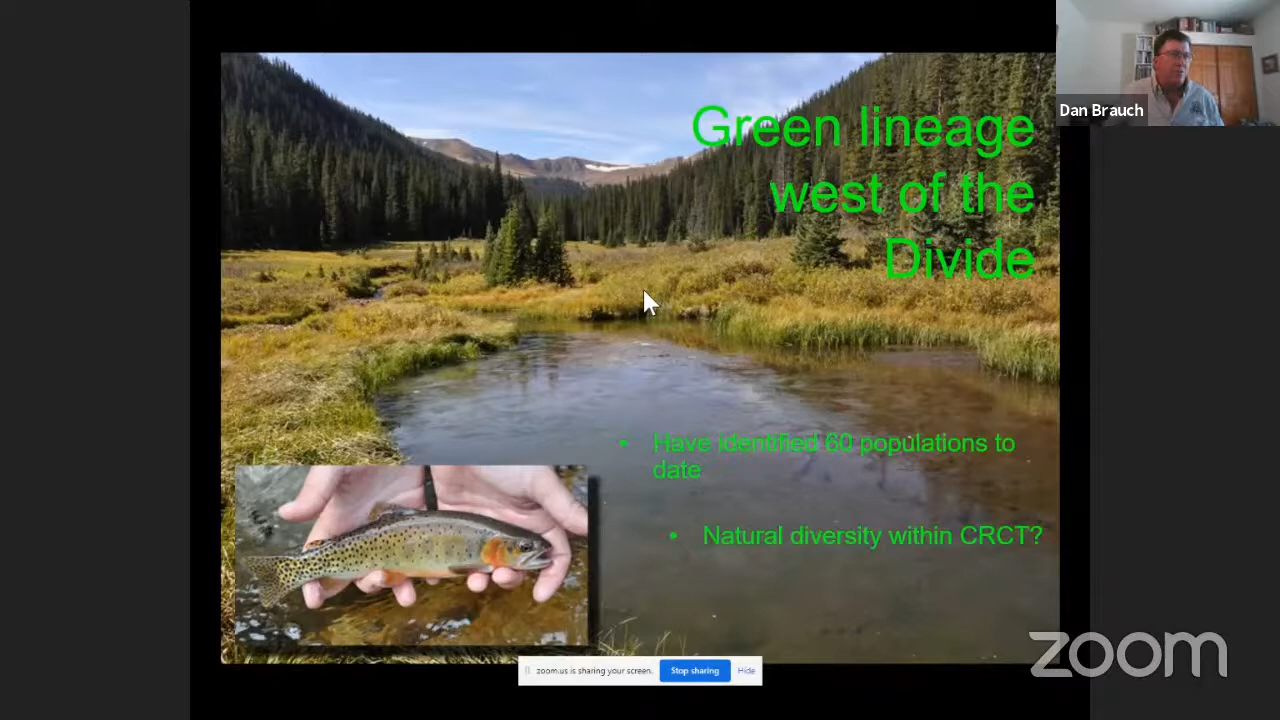 Dan Brauch
Green lineage
west of the
Divide
• Have identified 60 populations to
date
• Natural diversity within CRCT?
zoom
zoom.us is sharing your screen.
Stop sharing
Hide